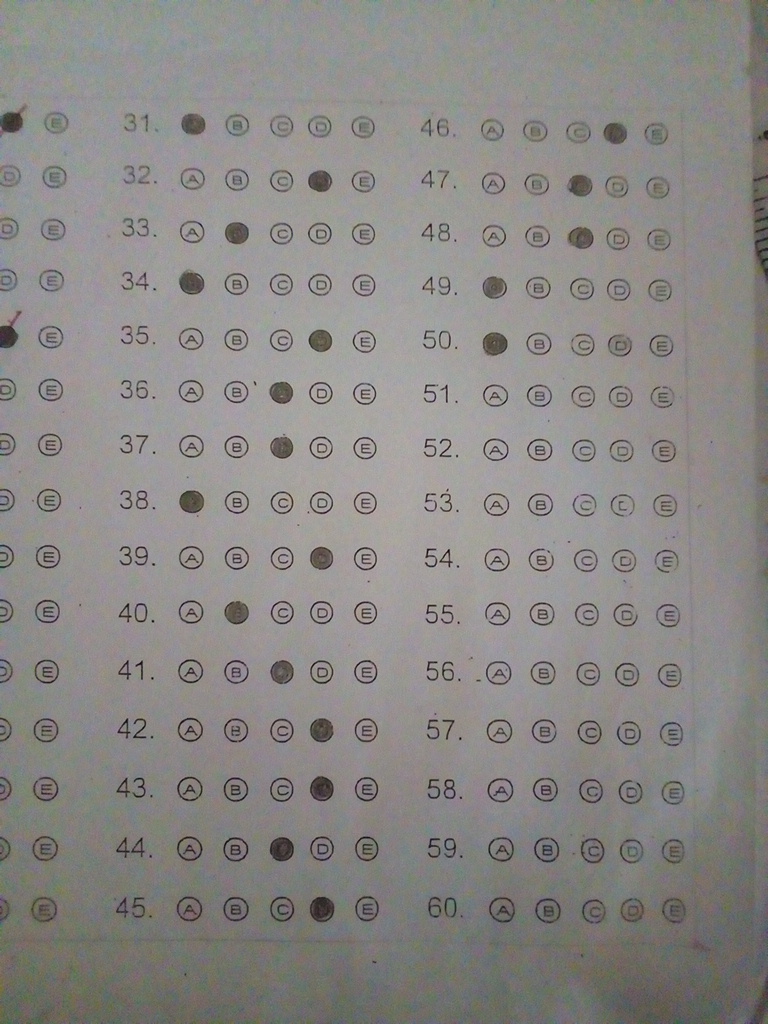 E 31. B C D E 46. A B C E
D E 32. A B C E 47. A B D E
D E 33. A C D E 48. A B C D E
D E 34. B C D E 49. B C D E
E 35. A B C E 50. B C D E
D E 36. A B D E 51. A B C D E
D E 37. A B D E 52. A B C D E
D E 38. B C D E 53. A B C D E
D E 39. A B C E 54. A B C D E
D E 40. A B C D E 55. A B C D E
E 41. A B D E 56. A B C D E
E 42. A B C E 57. A B C D E
E 43. A B C E 58. A B C D E
E 44. A B D E 59. A B C D E
E 45. A B C E 60. A B C D E